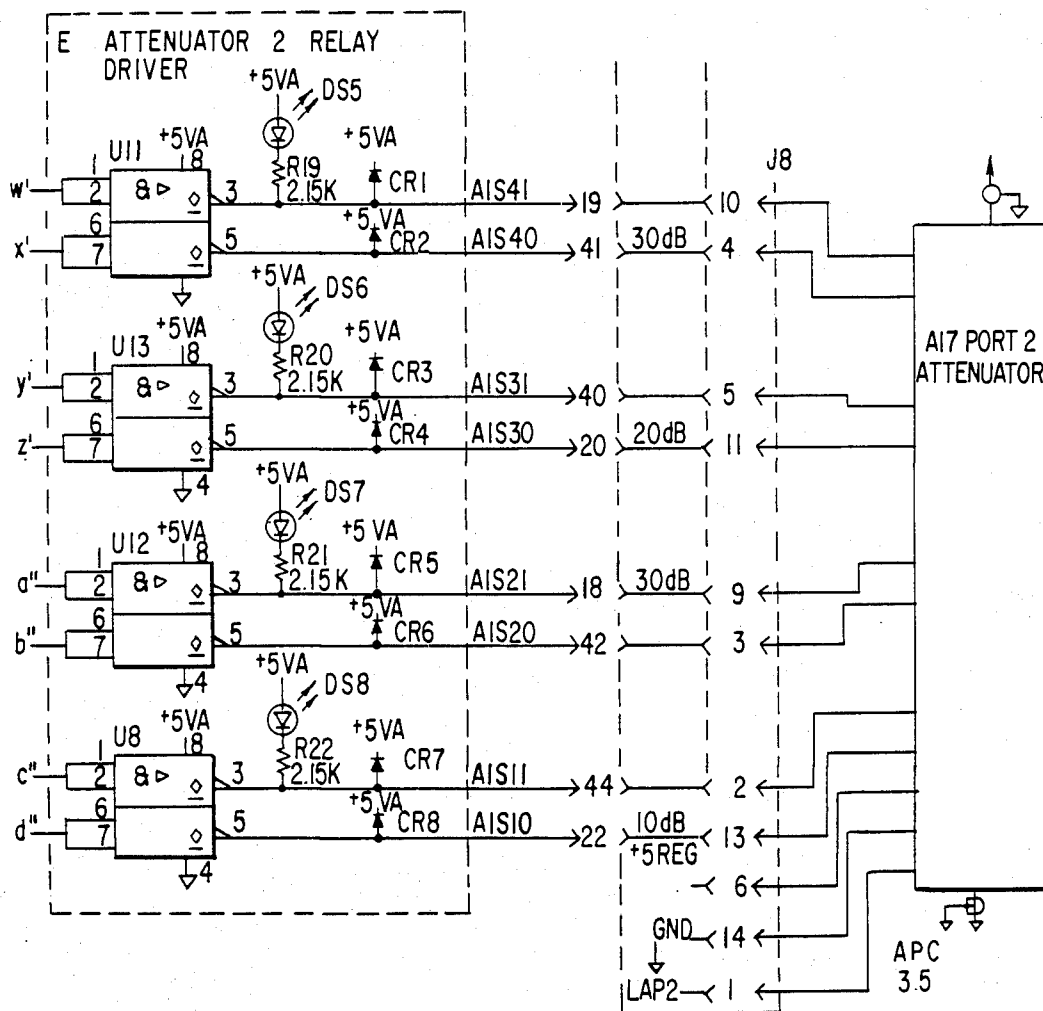 E ATTENUATOR 2 RELAY
DRIVER
+5VA
DS5
+5VA
+5VA
U11
8
J8
1
R19
CR1
w'
2
& ▷
3
2.15K
AIS41
19
10
6
+5VA
x'
7
5
CR2
AIS40
41
30dB
4
+5VA
DS6
+5VA
U13
8
+5VA
1
R20
CR3
A17 PORT 2
ATTENUATOR
y'
2
& ▷
3
2.15K
AIS31
40
5
6
+5VA
z'
7
5
CR4
AIS30
20
20dB
11
4
+5VA
DS7
+5VA
U12
8
+5VA
1
R21
CR5
a"
2
& ▷
3
2.15K
AIS21
18
30dB
9
6
+5VA
b"
7
5
CR6
AIS20
42
3
4
+5VA
DS8
+5VA
U8
8
+5VA
1
R22
CR7
c"
2
& ▷
3
2.15K
AIS11
44
2
6
+5VA
d"
7
5
CR8
AIS10
22
10dB
13
+5REG
4
6
GND
14
APC
3.5
LAP2
1